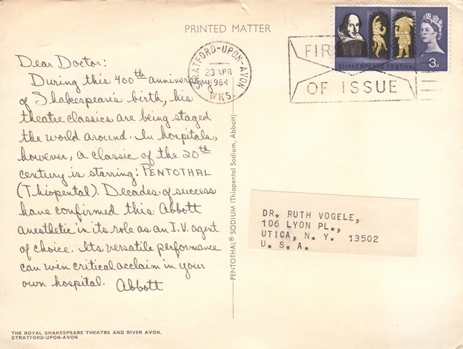 PRINTED MATTER
STRATFORD-UPON-AVON
23 APR
1964
WKS.
FIRST DAY
OF ISSUE
SHAKESPEARE FESTIVAL
3D
Dear Doctor:
During this 400th anniversary
of Shakespeare's birth, his
theatre classics are being staged
the world around. In hospitals,
however, a classic of the 20th
century is starring: PENTOTHAL
(Thiopental). Decades of success
have confirmed this Abbott
anesthetic in its role as an I.V. agent
of choice. Its versatile performance
can win critical acclaim in your
own hospital. Abbott
PENTOTHAL® SODIUM (Thiopental Sodium, Abbott)
DR. RUTH VOGELE,
106 LYON PL.,
UTICA, N. Y. 13502
U. S. A.
THE ROYAL SHAKESPEARE THEATRE AND RIVER AVON,
STRATFORD-UPON-AVON